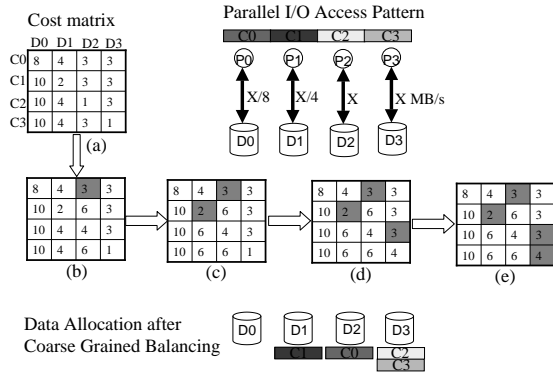 Cost matrix
Parallel I/O Access Pattern
D0 D1 D2 D3
C0 C1 C2 C3
C0 8 4 3 3
C1 10 2 3 3
C2 10 4 1 3
C3 10 4 3 1
(a)
P0 P1 P2 P3
X/8 X/4 X X MB/s
D0 D1 D2 D3
8 4 3 3
10 2 6 3
10 4 4 3
10 4 6 1
(b)
8 4 3 3
10 2 6 3
10 6 4 3
10 6 6 1
(c)
8 4 3 3
10 2 6 3
10 6 4 3
10 6 6 4
(d)
8 4 3 3
10 2 6 3
10 6 4 3
10 6 6 4
(e)
Data Allocation after
Coarse Grained Balancing
D0 D1 D2 D3
C1 C0 C2
C3